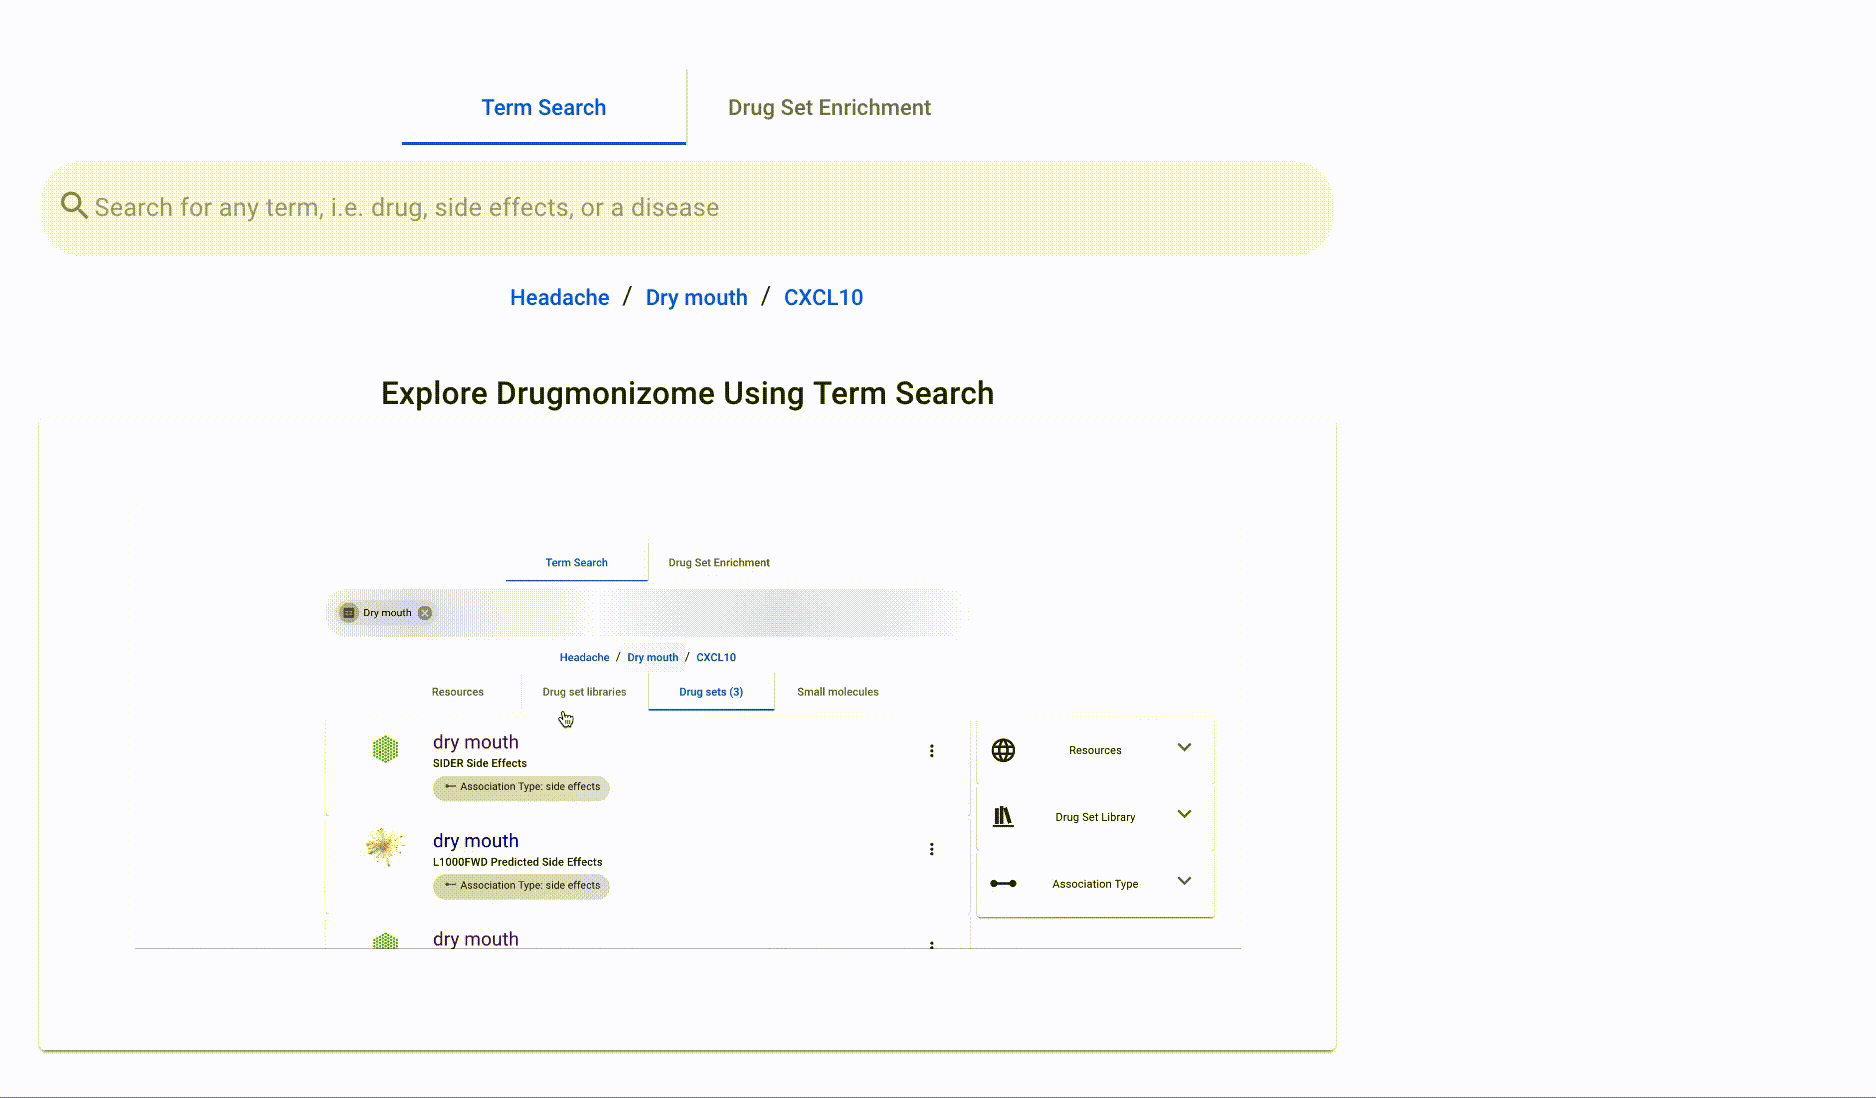 Term Search Drug Set Enrichment
Search for any term, i.e. drug, side effects, or a disease
Headache / Dry mouth / CXCL10
Explore Drugmonizome Using Term Search
Term Search Drug Set Enrichment
Dry mouth
Headache / Dry mouth / CXCL10
Resources Drug set libraries Drug sets (3) Small molecules
dry mouth
SIDER Side Effects
Association Type: side effects
dry mouth
L1000FWD Predicted Side Effects
Association Type: side effects
dry mouth
Resources
Drug Set Library
Association Type